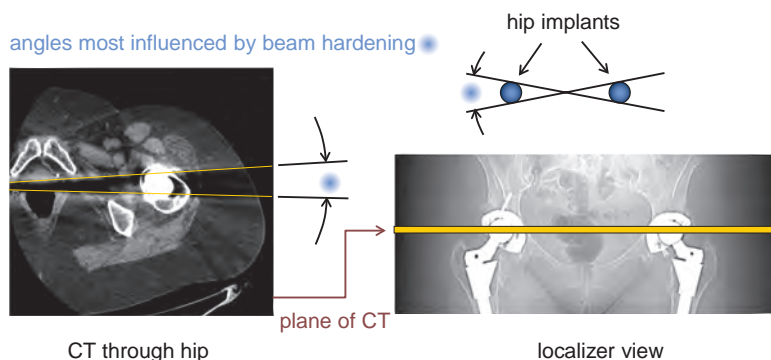 hip implants
angles most influenced by beam hardening
plane of CT
CT through hip
localizer view